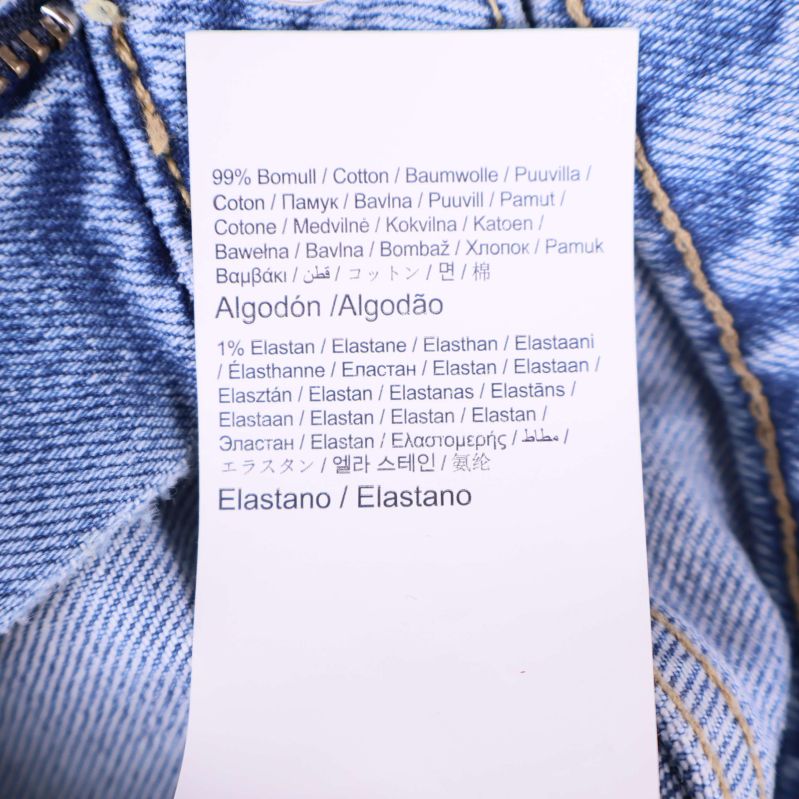 99% Bomull / Cotton / Baumwolle / Puuvilla /
Coton / Памук / Bavlna / Puuvill / Pamut /
Cotone / Medvilnė / Kokvilna / Katoen /
Bawełna / Bavlna / Bombaž / Хлопок / Pamuk
Βαμβάκι / قطن / コットン / 면 / 棉
Algodón /Algodão
1% Elastan / Elastane / Elasthan / Elastaani
/ Élasthanne / Еластан / Elastan / Elastaan /
Elasztán / Elastan / Elastanas / Elastāns /
Elastaan / Elastan / Elastan / Elastan /
Эластан / Elastan / Ελαστομερής / مطاط /
エラスタン / 엘라 스테인 / 氨纶
Elastano / Elastano